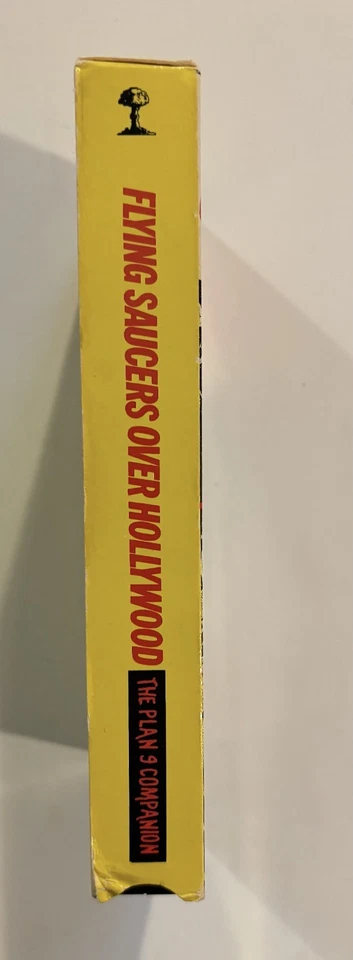 FLYING SAUCERS OVER HOLLYWOOD
THE PLAN 9 COMPANION